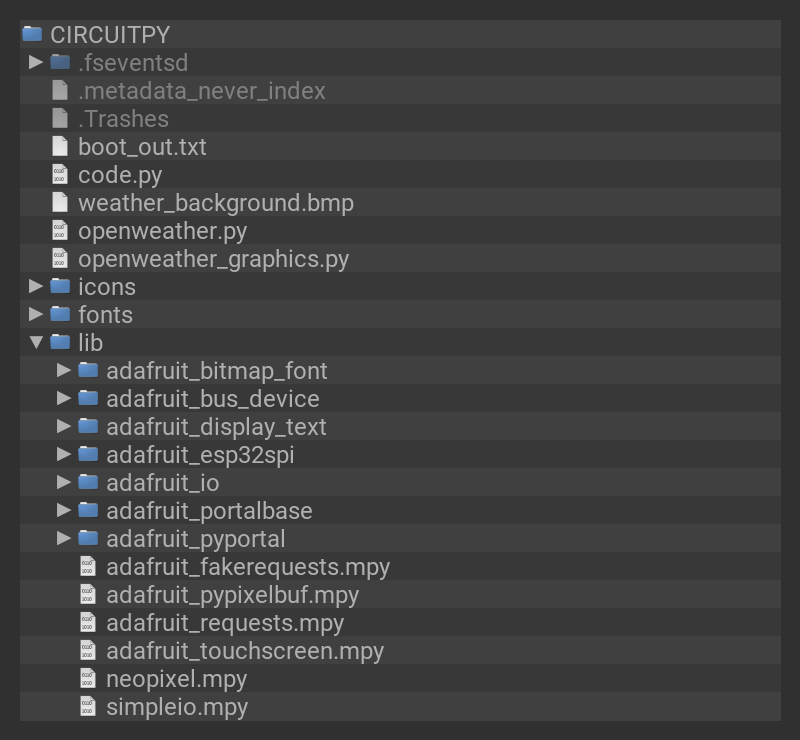 CIRCUITPY
.fseventsd
.metadata_never_index
.Trashes
boot_out.txt
code.py
weather_background.bmp
openweather.py
openweather_graphics.py
icons
fonts
lib
adafruit_bitmap_font
adafruit_bus_device
adafruit_display_text
adafruit_esp32spi
adafruit_io
adafruit_portalbase
adafruit_pyportal
adafruit_fakerequests.mpy
adafruit_pypixelbuf.mpy
adafruit_requests.mpy
adafruit_touchscreen.mpy
neopixel.mpy
simpleio.mpy